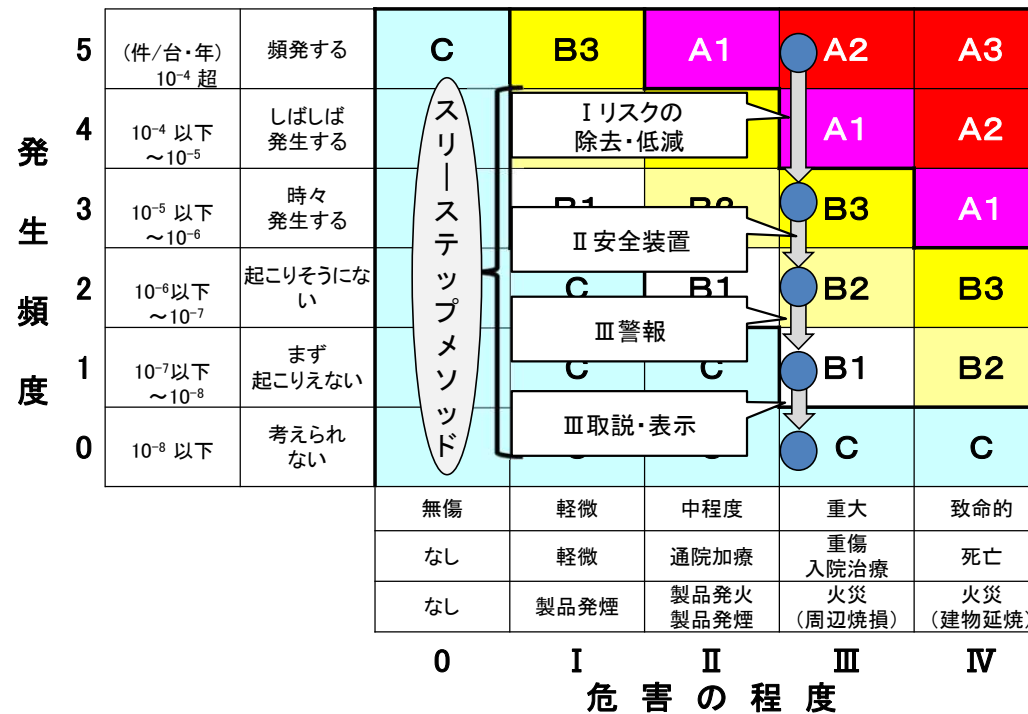 発生頻度
5
(件/台・年)
10⁻⁴ 超
頻発する
C
B3
A1
A2
A3
4
10⁻⁴ 以下
～10⁻⁵
しばしば
発生する
Ⅰリスクの
除去・低減
A1
A2
3
10⁻⁵ 以下
～10⁻⁶
時々
発生する
B1
B2
B3
A1
Ⅱ安全装置
2
10⁻⁶以下
～10⁻⁷
起こりそうにな
い
C
B1
B2
B3
Ⅲ警報
1
10⁻⁷以下
～10⁻⁸
まず
起こりえない
C
C
B1
B2
Ⅲ取説・表示
0
10⁻⁸ 以下
考えられ
ない
C
C
スリーステップメソッド
無傷
軽微
中程度
重大
致命的
なし
軽微
通院加療
重傷
入院治療
死亡
なし
製品発煙
製品発火
製品発煙
火災
（周辺焼損）
火災
（建物延焼）
0
Ⅰ
Ⅱ
Ⅲ
Ⅳ
危害の程度